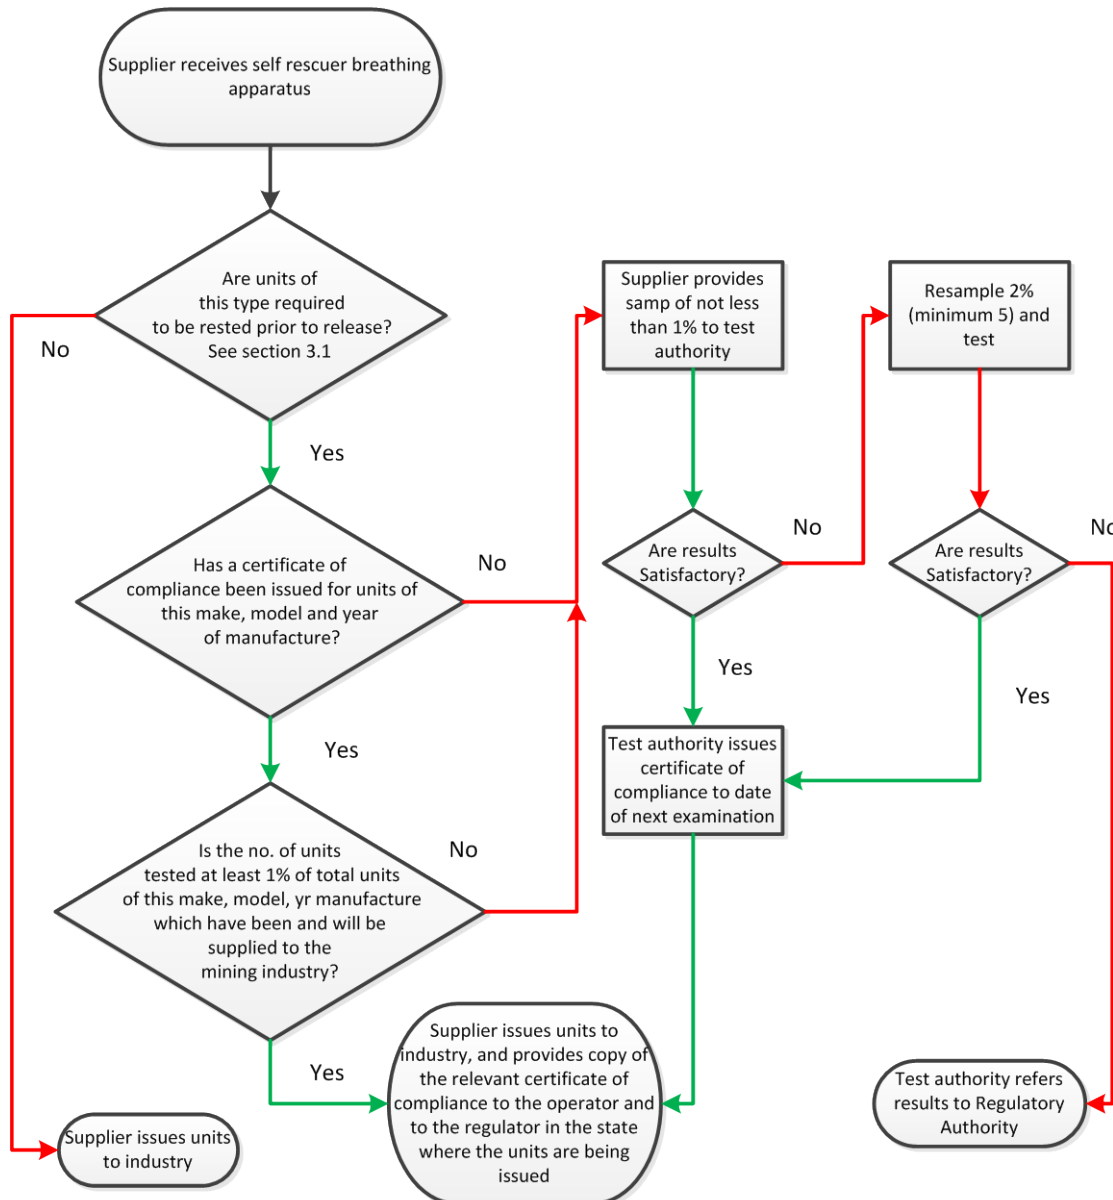 Supplier receives self rescuer breathing
apparatus
Are units of
this type required
to be rested prior to release?
See section 3.1
No
Yes
Has a certificate of
compliance been issued for units of
this make, model and year
of manufacture?
No
Yes
Is the no. of units
tested at least 1% of total units
of this make, model, yr manufacture
which have been and will be
supplied to the
mining industry?
No
Yes
Supplier issues units
to industry
Supplier issues units to
industry, and provides copy of
the relevant certificate of
compliance to the operator and
to the regulator in the state
where the units are being
issued
Supplier provides
samp of not less
than 1% to test
authority
Are results
Satisfactory?
No
Yes
Test authority issues
certificate of
compliance to date
of next examination
Resample 2%
(minimum 5) and
test
Are results
Satisfactory?
No
Yes
Test authority refers
results to Regulatory
Authority